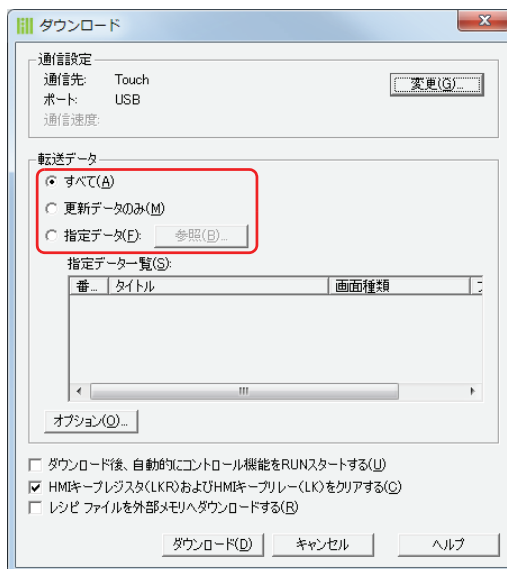 ダウンロード
通信設定
通信先: Touch
変更(G)...
ポート: USB
通信速度:
転送データ
すべて(A)
更新データのみ(M)
指定データ(F): 参照(B)...
指定データ一覧(S):
番... タイトル 画面種類
オプション(O)...
ダウンロード後、自動的にコントロール機能をRUNスタートする(U)
HMIキープレジスタ(LKR)およびHMIキープリレー(LK)をクリアする(C)
レシピ ファイルを外部メモリへダウンロードする(R)
ダウンロード(D) キャンセル ヘルプ